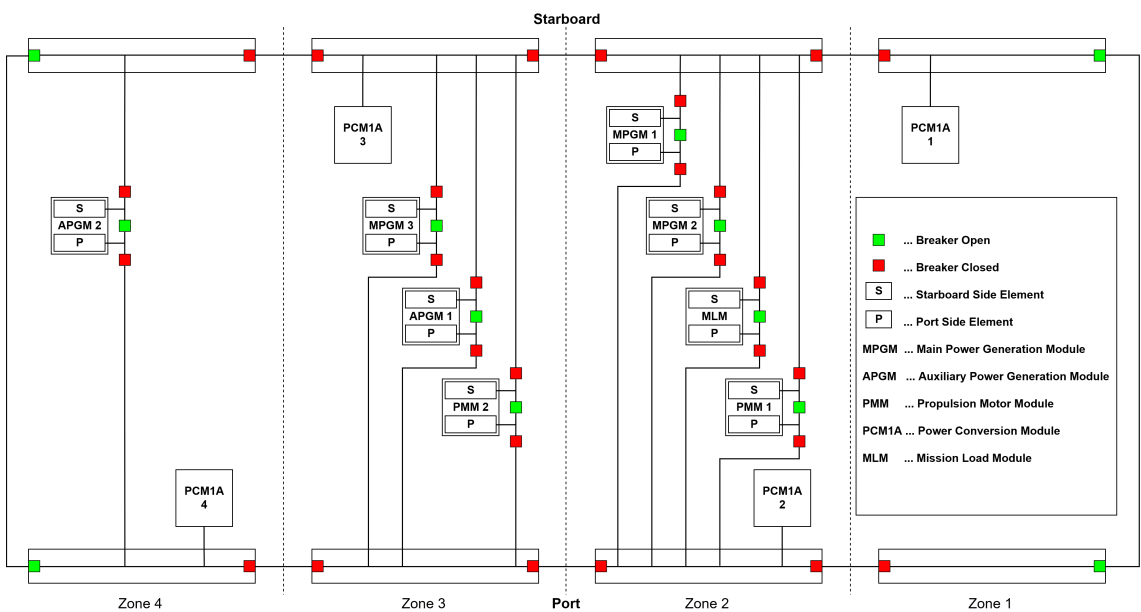 Starboard
PCM1A
3
S
MPGM 1
P
PCM1A
1
S
APGM 2
P
S
MPGM 3
P
S
MPGM 2
P
... Breaker Open
... Breaker Closed
S ... Starboard Side Element
P ... Port Side Element
MPGM ... Main Power Generation Module
APGM ... Auxiliary Power Generation Module
PMM ... Propulsion Motor Module
PCM1A ... Power Conversion Module
MLM ... Mission Load Module
S
APGM 1
P
S
MLM
P
S
PMM 2
P
S
PMM 1
P
PCM1A
4
PCM1A
2
Zone 4
Zone 3
Port
Zone 2
Zone 1